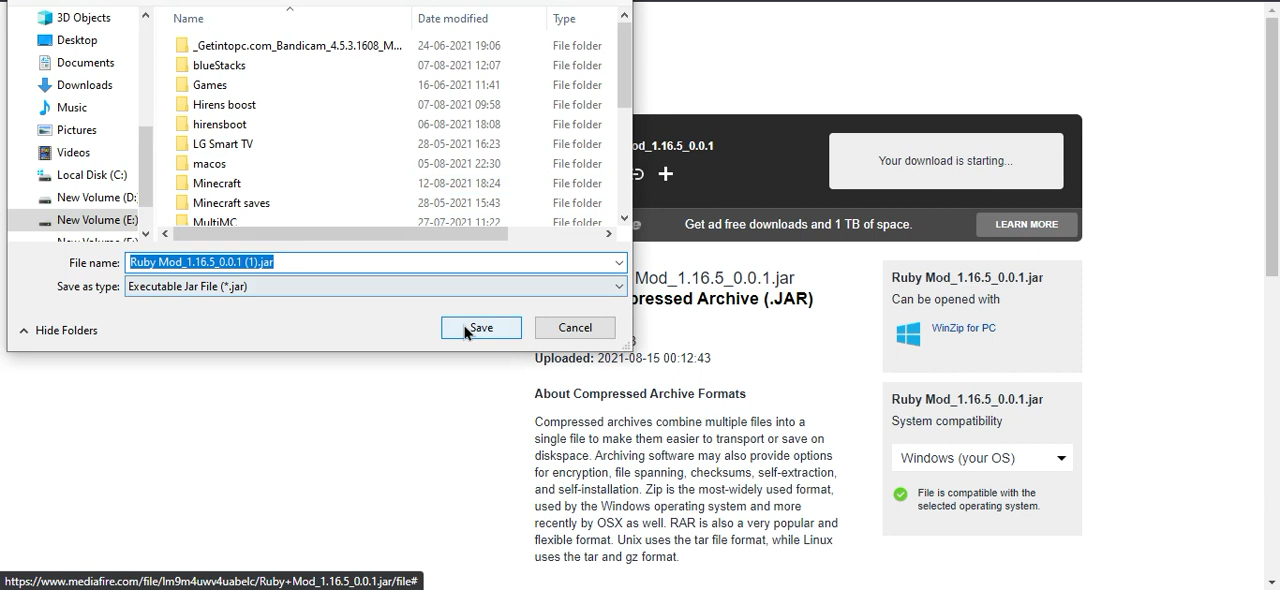 3D Objects
Desktop
Documents
Downloads
Music
Pictures
Videos
Local Disk (C:)
New Volume (D:
New Volume (E:)
Name Date modified Type
_Getintopc.com_Bandicam_4.5.3.1608_M... 24-06-2021 19:06 File folder
blueStacks 07-08-2021 12:07 File folder
Games 16-06-2021 11:41 File folder
Hirens boost 07-08-2021 09:58 File folder
hirensboot 06-08-2021 18:08 File folder
LG Smart TV 28-05-2021 16:23 File folder
macos 05-08-2021 22:30 File folder
Minecraft 12-08-2021 18:24 File folder
Minecraft saves 28-05-2021 15:43 File folder
MultiMC 27-07-2021 11:22 File folder
File name: Ruby Mod_1.16.5_0.0.1 (1).jar
Save as type: Executable Jar File (*.jar)
Hide Folders
Save
Cancel
od_1.16.5_0.0.1
Your download is starting...
Get ad free downloads and 1 TB of space.
LEARN MORE
Mod_1.16.5_0.0.1.jar
pressed Archive (.JAR)
Uploaded: 2021-08-15 00:12:43
About Compressed Archive Formats
Compressed archives combine multiple files into a
single file to make them easier to transport or save on
diskspace. Archiving software may also provide options
for encryption, file spanning, checksums, self-extraction,
and self-installation. Zip is the most-widely used format,
used by the Windows operating system and more
recently by OSX as well. RAR is also a very popular and
flexible format. Unix uses the tar file format, while Linux
uses the tar and gz format.
Ruby Mod_1.16.5_0.0.1.jar
Can be opened with
WinZip for PC
Ruby Mod_1.16.5_0.0.1.jar
System compatibility
Windows (your OS)
File is compatible with the
selected operating system.
https://www.mediafire.com/file/lm9m4uwv4uabelc/Ruby+Mod_1.16.5_0.0.1.jar/file#